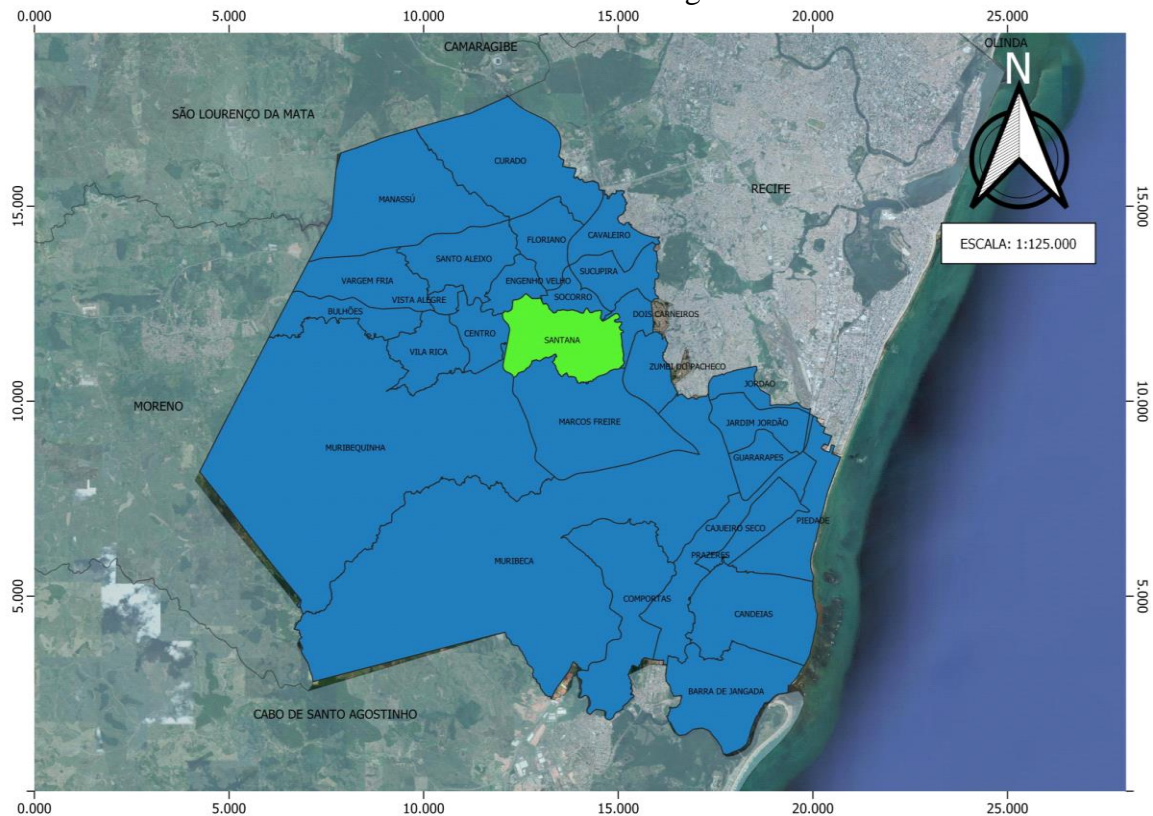 0.000 5.000 10.000 15.000 20.000 25.000
OLINDA
CAMARAGIBE
N
SÃO LOURENÇO DA MATA
CURADO
RECIFE
MANASSÚ
15.000 15.000
CAVALEIRO
FLORIANO
ESCALA: 1:125.000
SANTO ALEIXO
SUCUPIRA
VARGEM FRIA
ENGENHO VELHO
SOCORRO
VISTA ALEGRE
BULHÕES
DOIS CARNEIROS
CENTRO
SANTANA
VILA RICA
ZUMBI DO PACHECO
JORDÃO
MORENO
10.000 10.000
MARCOS FREIRE
JARDIM JORDÃO
MURIBEQUINHA
GUARARAPES
PIEDADE
CAJUEIRO SECO
PRAZERES
MURIBECA
5.000 5.000
COMPORTAS
CANDEIAS
BARRA DE JANGADA
CABO DE SANTO AGOSTINHO
0.000 5.000 10.000 15.000 20.000 25.000